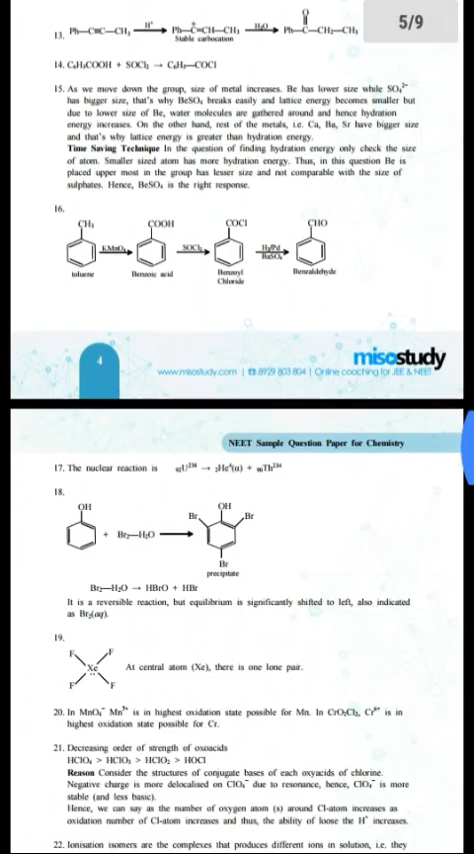 5/9
13. Ph—C≡C—CH₃ —H⁺→ Ph—C⁺=CH—CH₃ —H₂O→ Ph—C—CH₂—CH₃
Stable carbocation
O
14. C₆H₅COOH + SOCl₂ → C₆H₅—COCl
15. As we move down the group, size of metal increases. Be has lower size while SO₄²⁻
has bigger size, that's why BeSO₄ breaks easily and lattice energy becomes smaller but
due to lower size of Be, water molecules are gathered around and hence hydration
energy increases. On the other hand, rest of the metals, i.e. Ca, Ba, Sr have bigger size
and that's why lattice energy is greater than hydration energy.
Time Saving Technique In the question of finding hydration energy only check the size
of atom. Smaller sized atom has more hydration energy. Thus, in this question Be is
placed upper most in the group has lesser size and not comparable with the size of
sulphates. Hence, BeSO₄ is the right response.
16.
CH₃ COOH COCl CHO
KMnO₄ SOCl₂ H₂/Pd
BaSO₄
toluene Benzoic acid Benzoyl Benzaldehyde
Chloride
4
misostudy
www.misostudy.com | 8929 803 804 | Online coaching for JEE & NEET
NEET Sample Question Paper for Chemistry
17. The nuclear reaction is ₉₂U²³⁸ → ₂He⁴(α) + ₉₀Th²³⁴
18.
OH OH
Br Br
+ Br₂—H₂O
Br
precipitate
Br₂—H₂O → HBrO + HBr
It is a reversible reaction, but equilibrium is significantly shifted to left, also indicated
as Br₂(aq).
19.
F F
Xe At central atom (Xe), there is one lone pair.
F F
20. In MnO₄⁻ Mn⁷⁺ is in highest oxidation state possible for Mn. In CrO₂Cl₂, Cr⁶⁺ is in
highest oxidation state possible for Cr.
21. Decreasing order of strength of oxoacids
HClO₄ > HClO₃ > HClO₂ > HOCl
Reason Consider the structures of conjugate bases of each oxyacids of chlorine.
Negative charge is more delocalised on ClO₄⁻ due to resonance, hence, ClO₄⁻ is more
stable (and less basic).
Hence, we can say as the number of oxygen atom (s) around Cl-atom increases as
oxidation number of Cl-atom increases and thus, the ability of loose the H⁺ increases.
22. Ionisation isomers are the complexes that produces different ions in solution, i.e. they